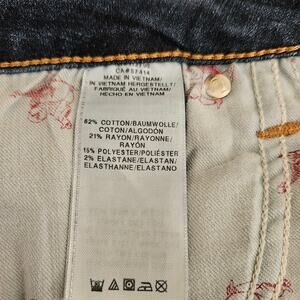 CA#57414
MADE IN VIETNAM/
IN VIETNAM HERGESTELLT/
FABRIQUÉ AU VIETNAM/
HECHO EN VIETNAM
62% COTTON/BAUMWOLLE/
COTON/ALGODÓN
21% RAYON/RAYONNE/
RAYÓN
15% POLYESTER/POLIÉSTER
2% ELASTANE/ELASTAN/
ELASTHANNE/ELASTANO